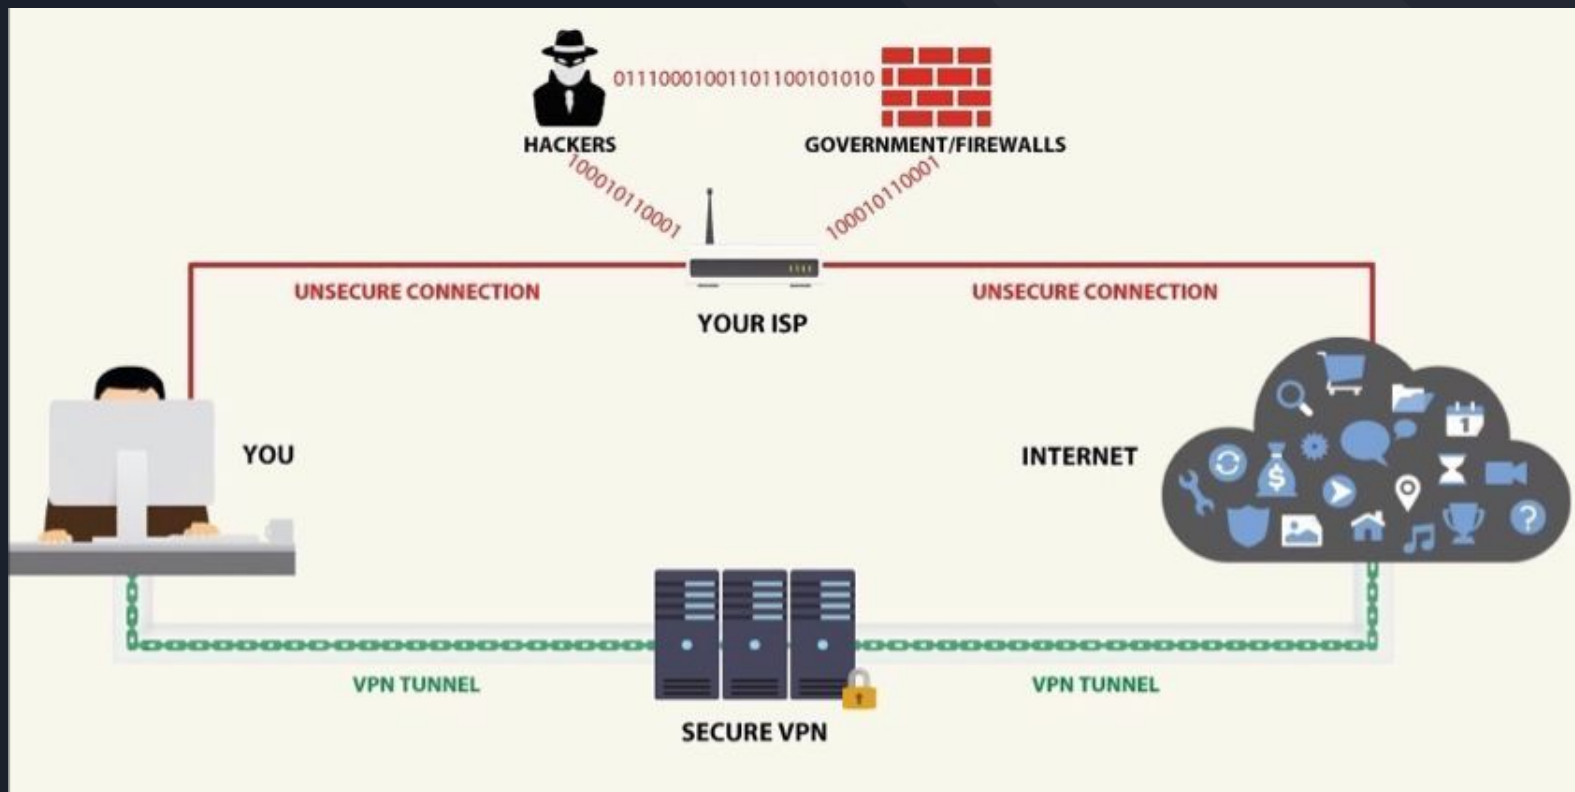 01110001001101100101010
HACKERS
GOVERNMENT/FIREWALLS
100010110001
100010110001
UNSECURE CONNECTION
UNSECURE CONNECTION
YOUR ISP
YOU
INTERNET
1
$
?
VPN TUNNEL
VPN TUNNEL
SECURE VPN